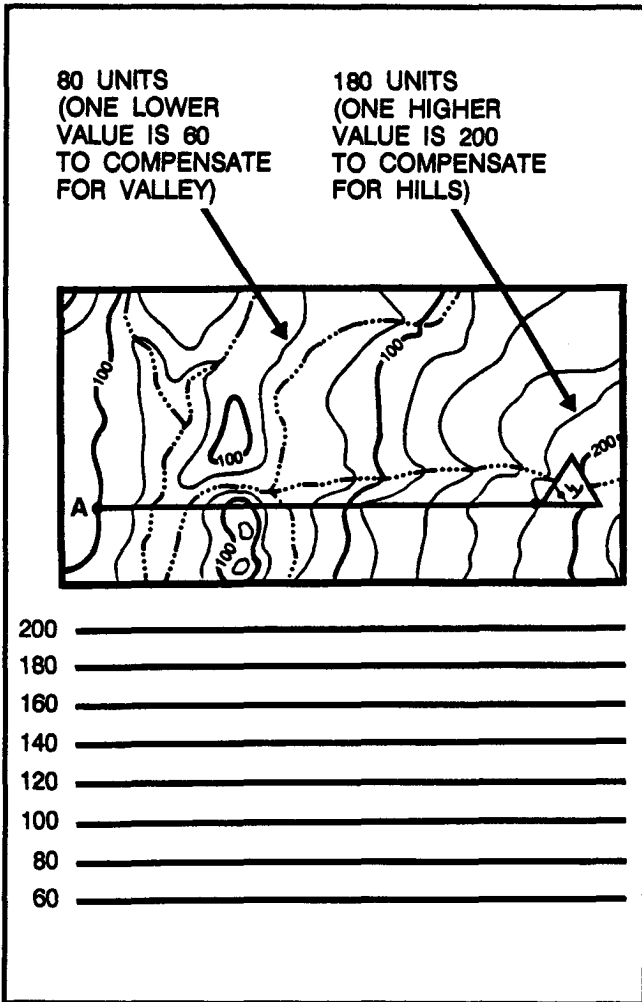 80 UNITS
(ONE LOWER
VALUE IS 60
TO COMPENSATE
FOR VALLEY)
180 UNITS
(ONE HIGHER
VALUE IS 200
TO COMPENSATE
FOR HILLS)
100
100
100
200
A
100
200
180
160
140
120
100
80
60